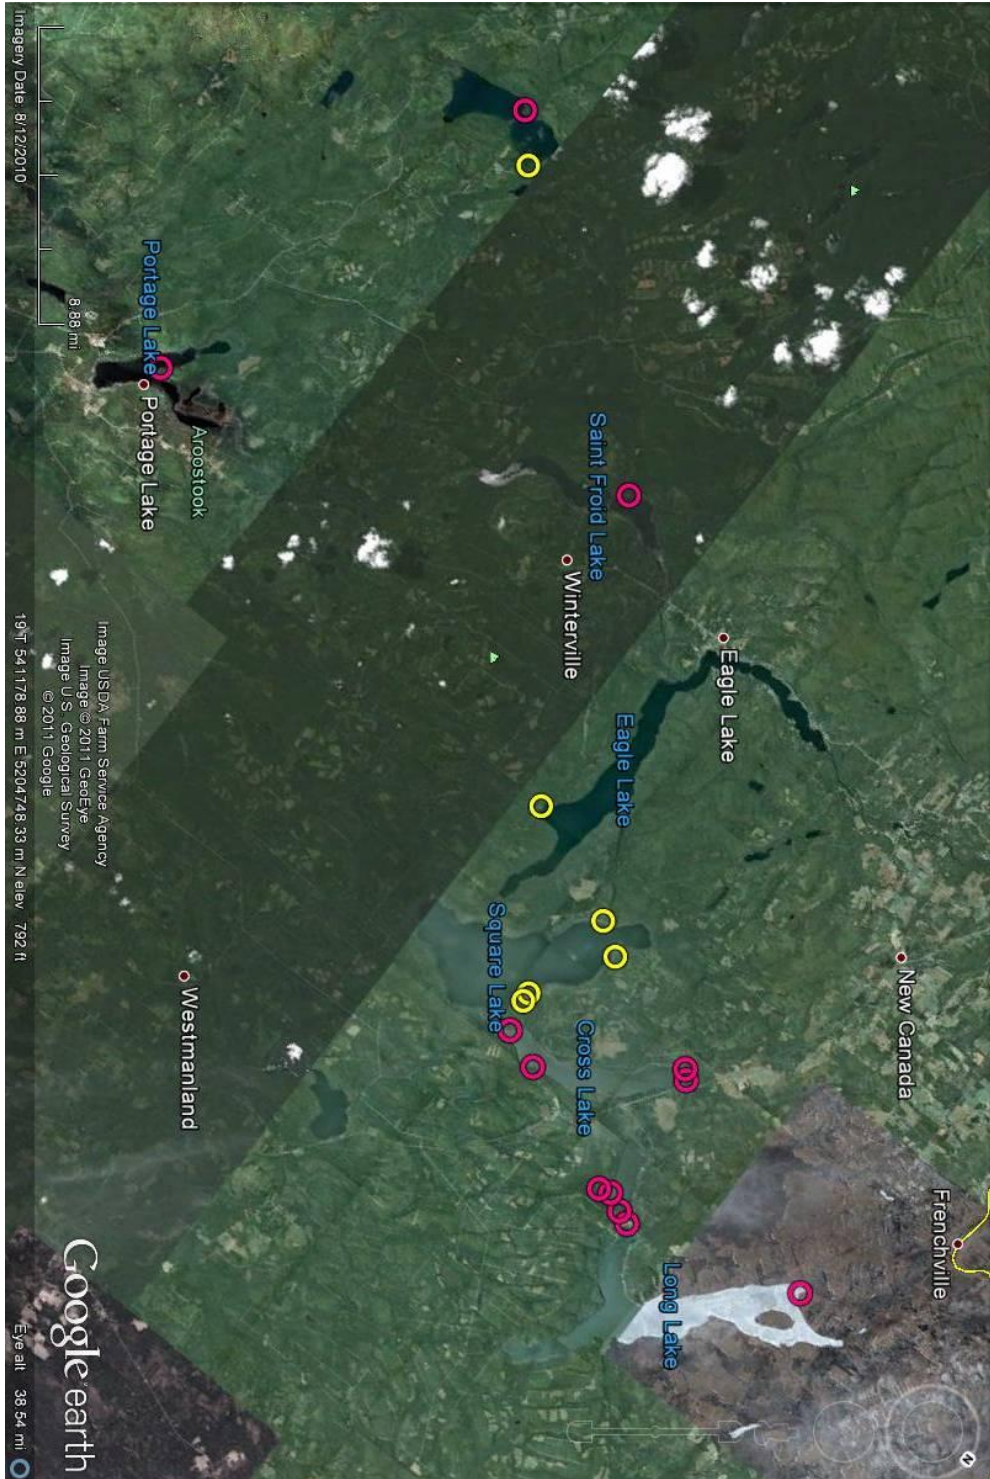 Frenchville
New Canada
Eagle Lake
Long Lake
Eagle Lake
Saint Froid Lake
Winterville
Cross Lake
Square Lake
Aroostook
Portage Lake
Portage Lake
Westmanland
8.88 mi
Image USDA Farm Service Agency
Image © 2011 GeoEye
Image U.S. Geological Survey
© 2011 Google
Google earth
Imagery Date: 8/12/2010
19 T 541178.88 m E 5204748.33 m N elev 792 ft
Eye alt 38.54 mi
N